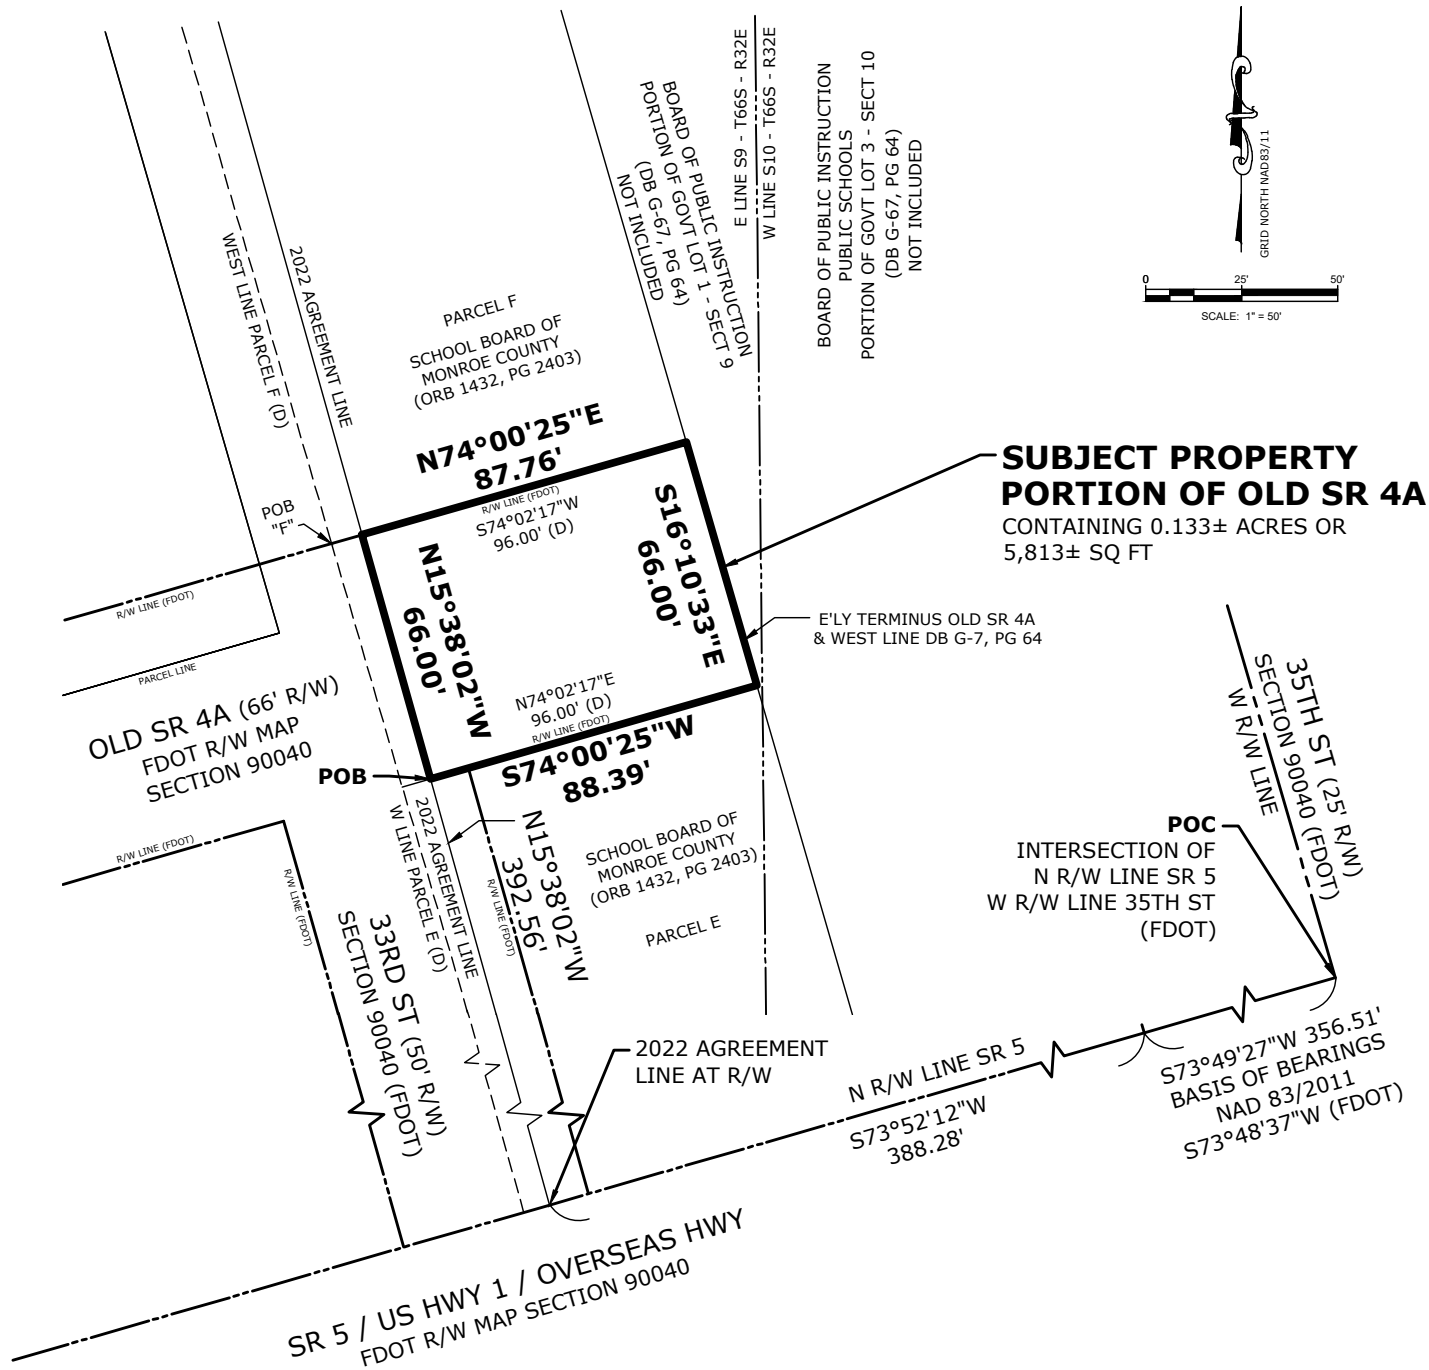 E LINE S9 - T66S - R32E
W LINE S10 - T66S - R32E
BOARD OF PUBLIC INSTRUCTION
PORTION OF GOVT LOT 1 - SECT 9
(DB G-67, PG 64)
NOT INCLUDED
BOARD OF PUBLIC INSTRUCTION
PUBLIC SCHOOLS
PORTION OF GOVT LOT 3 - SECT 10
(DB G-67, PG 64)
NOT INCLUDED
GRID NORTH NAD83/11
0 25' 50'
SCALE: 1" = 50'
WEST LINE PARCEL F (D)
2022 AGREEMENT LINE
PARCEL F
SCHOOL BOARD OF
MONROE COUNTY
(ORB 1432, PG 2403)
N74°00'25"E
87.76'
R/W LINE (FDOT)
S74°02'17"W
96.00' (D)
POB
"F"
SUBJECT PROPERTY
PORTION OF OLD SR 4A
CONTAINING 0.133± ACRES OR
5,813± SQ FT
S16°10'33"E
66.00'
N15°38'02"W
66.00'
E'LY TERMINUS OLD SR 4A
& WEST LINE DB G-7, PG 64
R/W LINE (FDOT)
PARCEL LINE
OLD SR 4A (66' R/W)
FDOT R/W MAP
SECTION 90040
N74°02'17"E
96.00' (D)
R/W LINE (FDOT)
S74°00'25"W
88.39'
POB
R/W LINE (FDOT)
R/W LINE (FDOT)
33RD ST (50' R/W)
SECTION 90040 (FDOT)
W LINE PARCEL E (D)
2022 AGREEMENT LINE
R/W LINE (FDOT)
N15°38'02"W
392.56'
SCHOOL BOARD OF
MONROE COUNTY
(ORB 1432, PG 2403)
PARCEL E
35TH ST (25' R/W)
SECTION 90040 (FDOT)
W R/W LINE
POC
INTERSECTION OF
N R/W LINE SR 5
W R/W LINE 35TH ST
(FDOT)
2022 AGREEMENT
LINE AT R/W
N R/W LINE SR 5
S73°52'12"W
388.28'
S73°49'27"W 356.51'
BASIS OF BEARINGS
NAD 83/2011
S73°48'37"W (FDOT)
SR 5 / US HWY 1 / OVERSEAS HWY
FDOT R/W MAP SECTION 90040